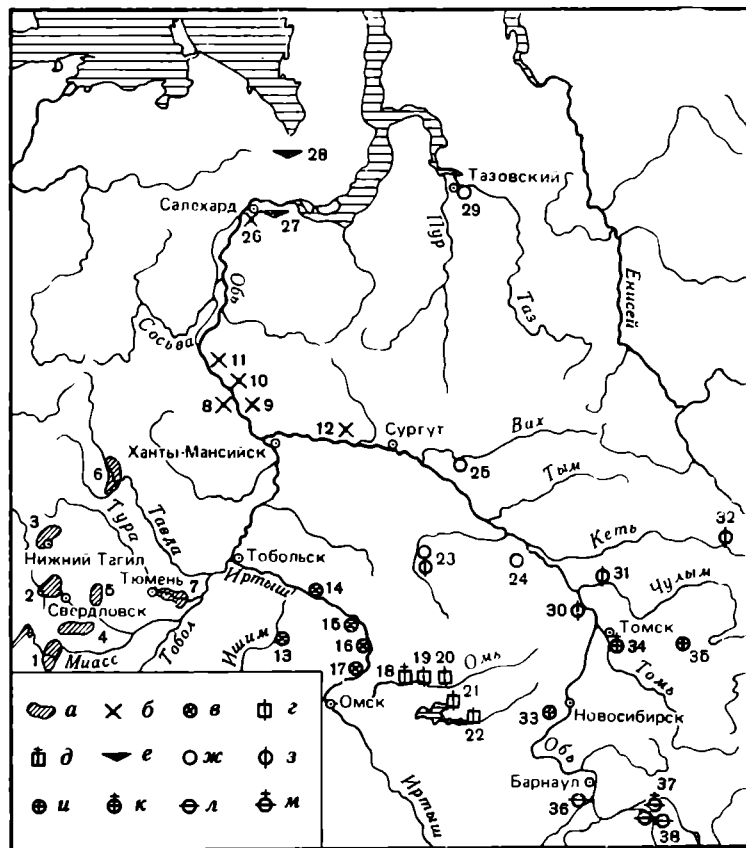 28
Тазовский
Салехард
29
27
26
Пур
Обь
Таз
Енисей
Сосьва
11
10
8
9
12
Сургут
Вах
Ханты-Мансийск
25
Тым
6
32
Кеть
3
Тура
Тавда
23
24
31
Чулым
Нижний Тагил
Тобольск
Тюмень
7
Иртыш
14
2
5
Свердловск
30
Томск
15
34
35
4
Тобол
Ишим
13
16
Омь
Томь
1
Миасс
17
18
19
20
21
22
Омск
33
Новосибирск
Обь
Иртыш
Барнаул
36
37
38
а
б
в
г
д
е
ж
з
и
к
л
м